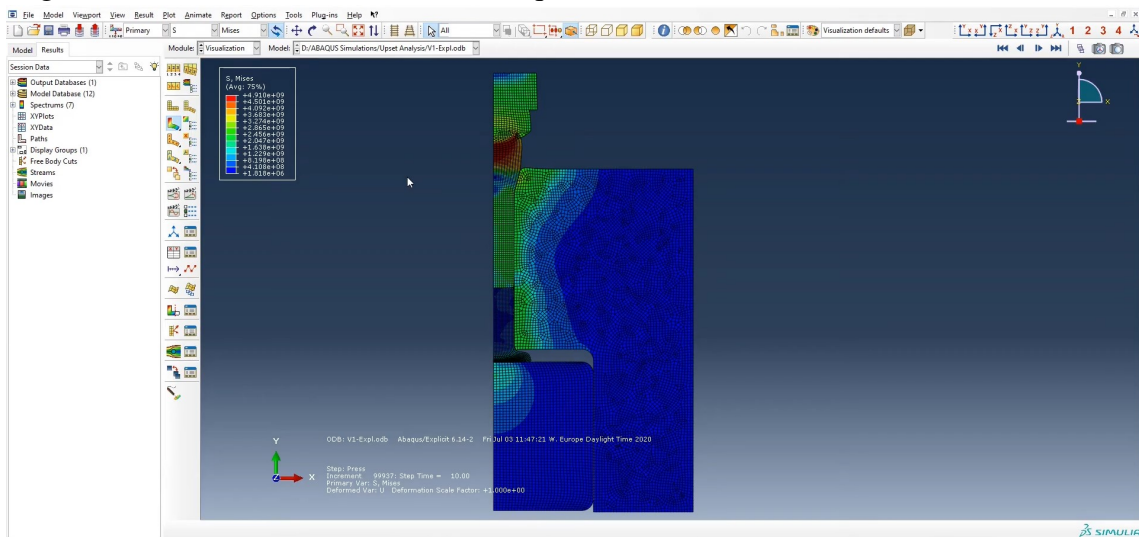 File Model Viewport View Result Plot Animate Report Options Tools Plug-ins Help
Primary S Mises All Visualization defaults 1 2 3 4
Model Results Module: Visualization Model: D:/ABAQUS Simulations/Upset Analysis/V1-Expl.odb
Session Data
Output Databases (1)
Model Database (12)
Spectrums (7)
XYPlots
XYData
Paths
Display Groups (1)
Free Body Cuts
Streams
Movies
Images
S, Mises
(Avg: 75%)
+4.910e+09
+4.501e+09
+4.092e+09
+3.683e+09
+3.274e+09
+2.865e+09
+2.456e+09
+2.047e+09
+1.638e+09
+1.229e+09
+8.198e+08
+4.108e+08
+1.818e+06
Y
X
Y
X
Z
ODB: V1-Expl.odb Abaqus/Explicit 6.14-2 Fri Jul 03 11:47:21 W. Europe Daylight Time 2020
Step: Press
Increment 99937: Step Time = 10.00
Primary Var: S, Mises
Deformed Var: U Deformation Scale Factor: +1.000e+00
SIMULIA